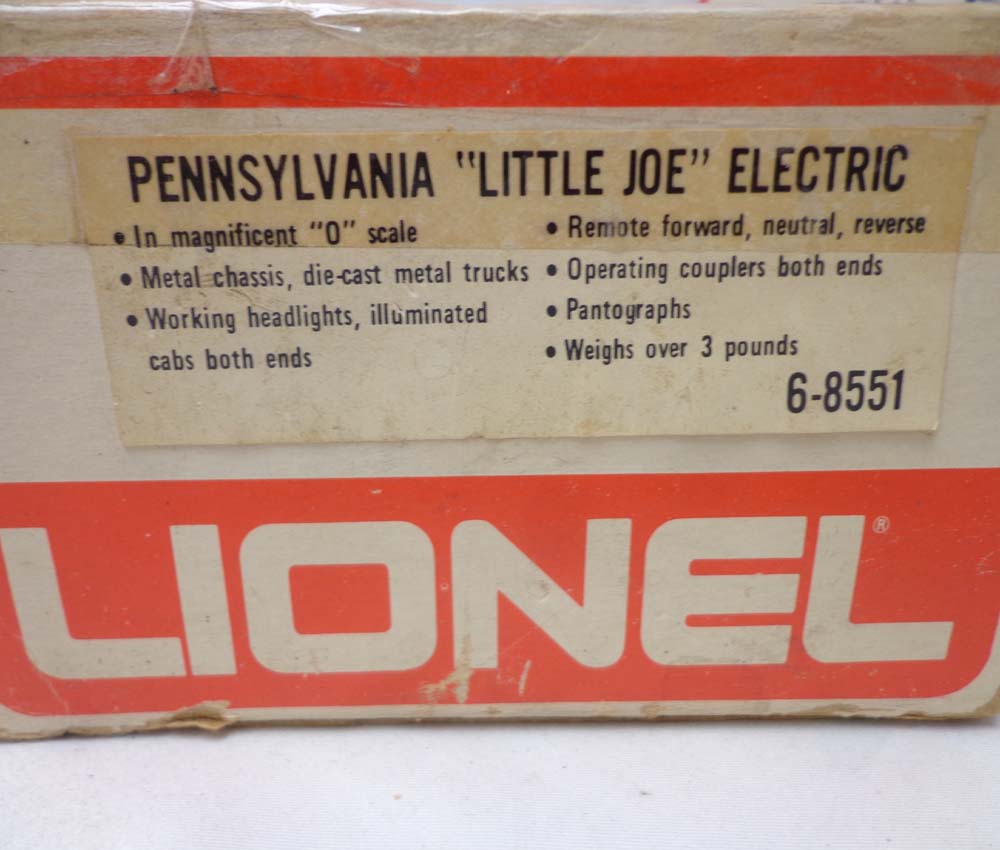 PENNSYLVANIA "LITTLE JOE" ELECTRIC
• In magnificent "O" scale
• Metal chassis, die-cast metal trucks
• Working headlights, illuminated
cabs both ends
• Remote forward, neutral, reverse
• Operating couplers both ends
• Pantographs
• Weighs over 3 pounds
6-8551
LIONEL®